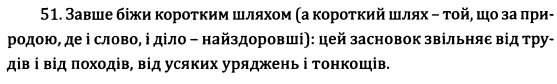 51. Завше біжи коротким шляхом (а короткий шлях – той, що за при-
родою, де і слово, і діло – найздоровші): цей засновок звільняє від тру-
дів і від походів, від усяких уряджень і тонкощів.